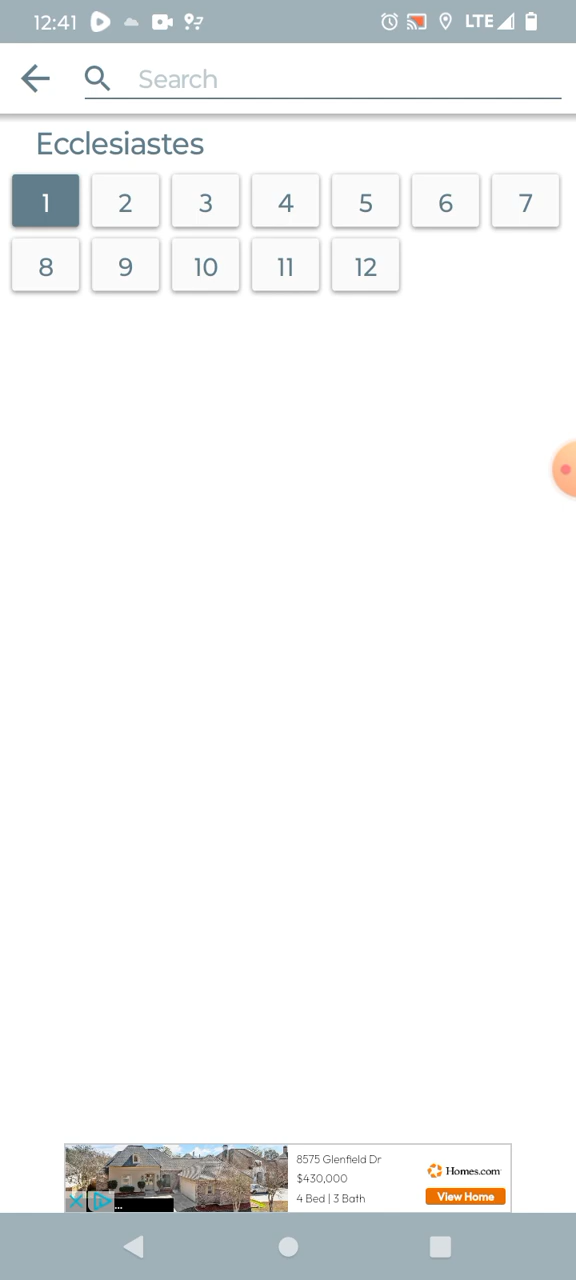 12:41 LTE
Search
Ecclesiastes
1 2 3 4 5 6 7
8 9 10 11 12
8575 Glenfield Dr
$430,000
4 Bed | 3 Bath
Homes.com
View Home
...